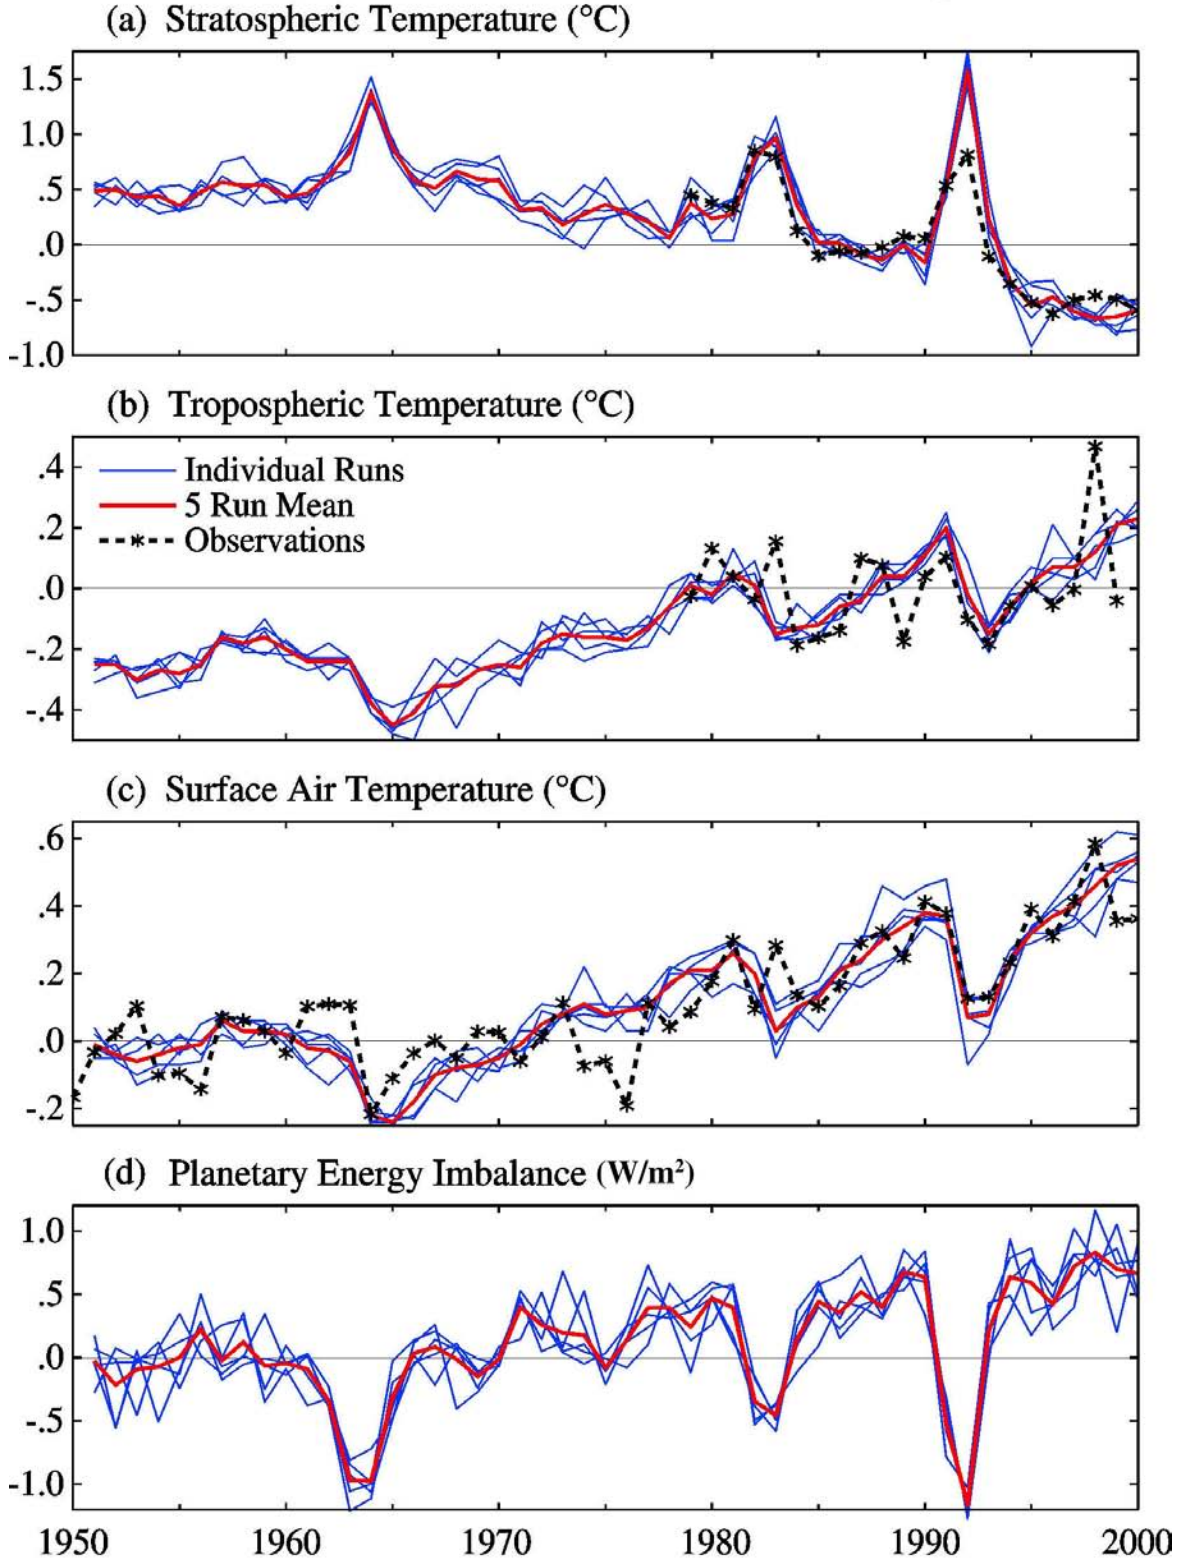 (a) Stratospheric Temperature (°C)
1.5
1.0
.5
.0
-.5
-1.0
(b) Tropospheric Temperature (°C)
.4
.2
.0
-.2
-.4
Individual Runs
5 Run Mean
Observations
(c) Surface Air Temperature (°C)
.6
.4
.2
.0
-.2
(d) Planetary Energy Imbalance (W/m²)
1.0
.5
.0
-.5
-1.0
1950 1960 1970 1980 1990 2000